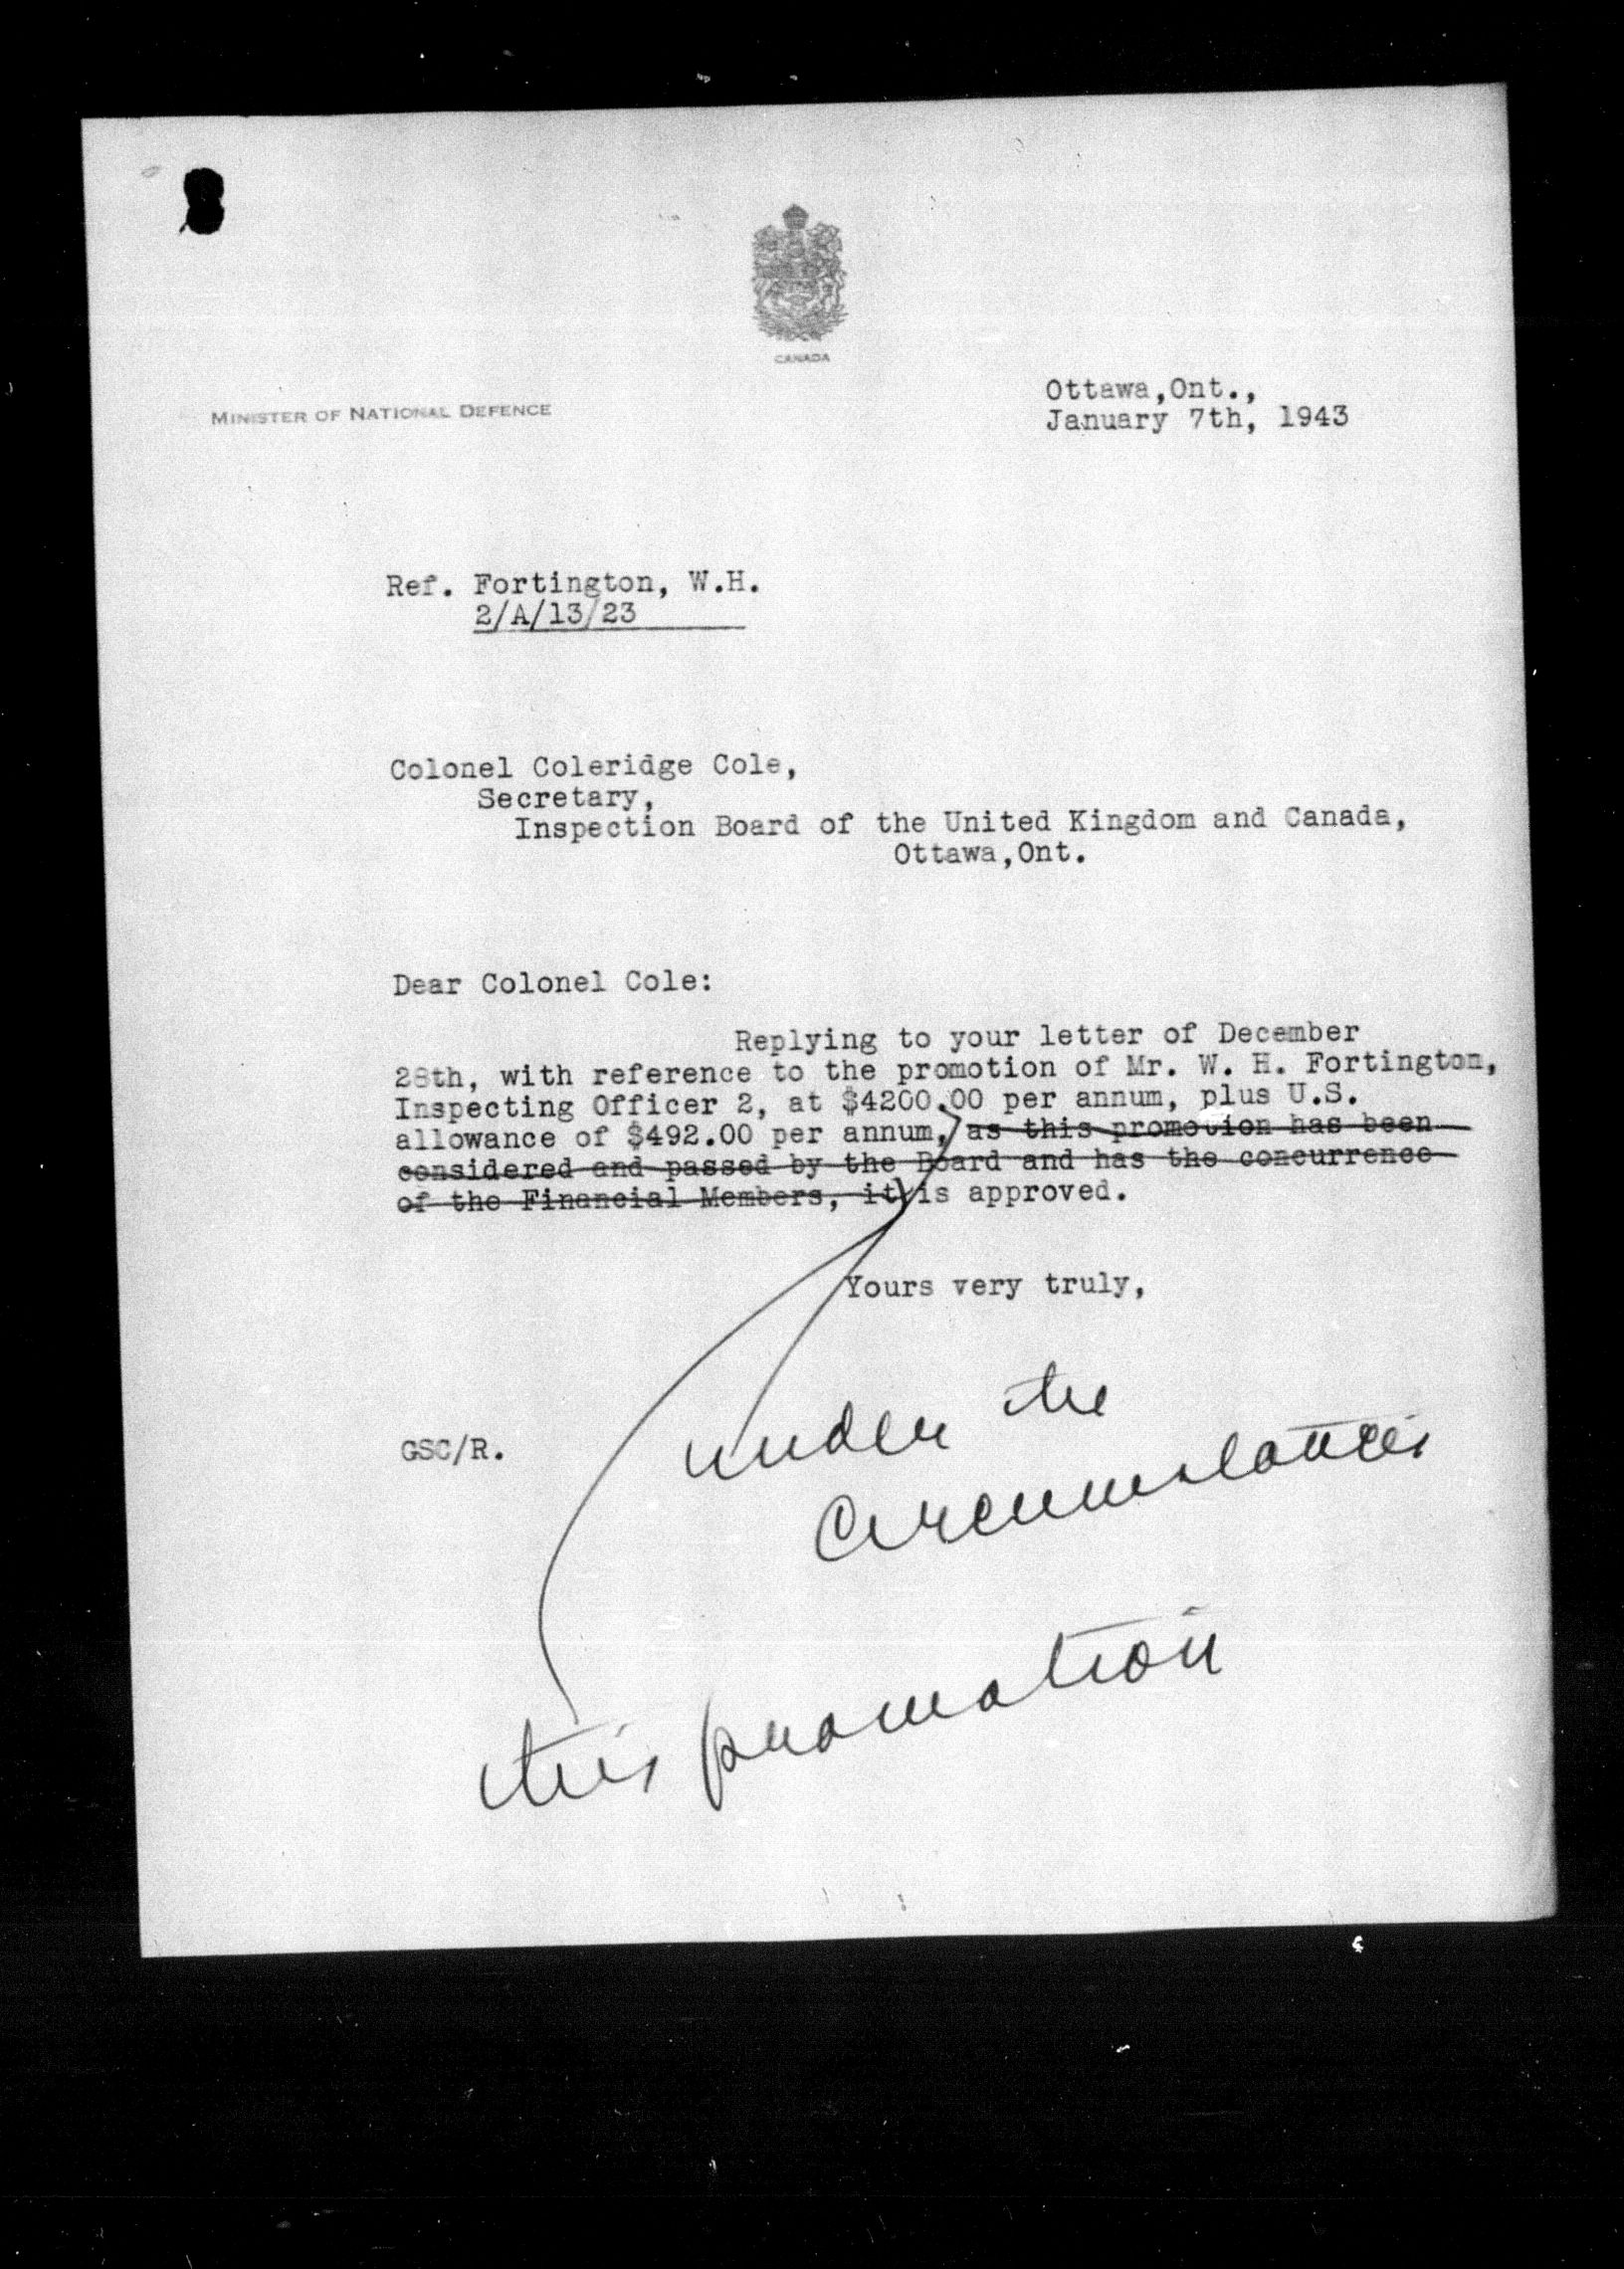 CANADA
MINISTER OF NATIONAL DEFENCE
Ottawa,Ont.,
January 7th, 1943
Ref. Fortington, W.H.
2/A/13/23
Colonel Coleridge Cole,
Secretary,
Inspection Board of the United Kingdom and Canada,
Ottawa,Ont.
Dear Colonel Cole:
Replying to your letter of December
28th, with reference to the promotion of Mr. W. H. Fortington,
Inspecting Officer 2, at $4200.00 per annum, plus U.S.
allowance of $492.00 per annum, as this promotion has been
considered and passed by the Board and has the concurrence
of the Financial Members, it is approved.
Yours very truly,
GSC/R.
under the
circumstances
this promotion